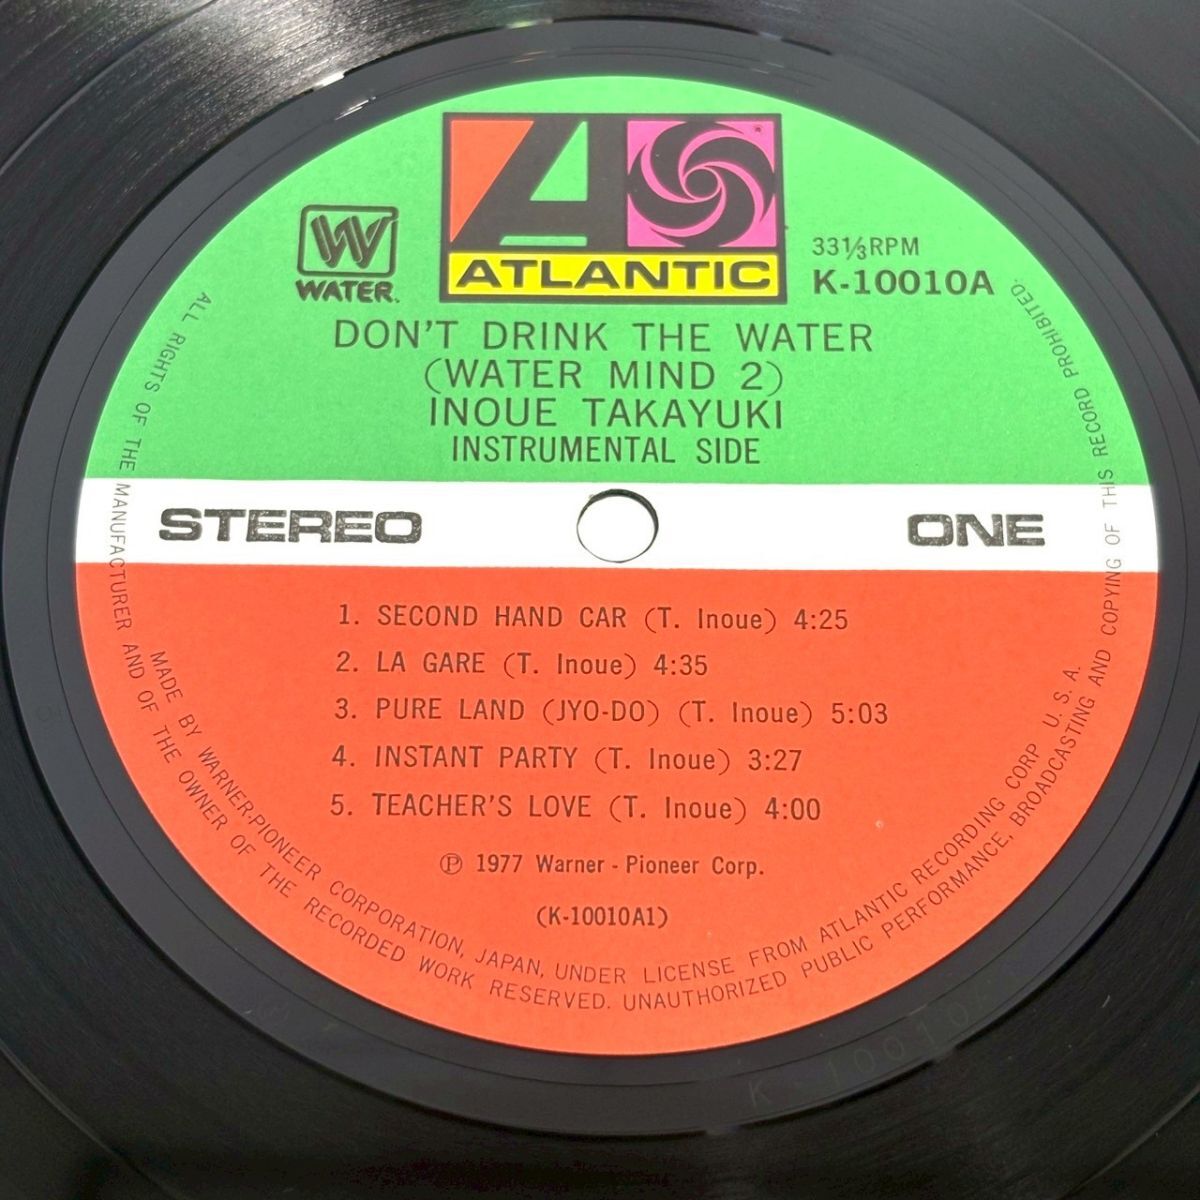 ATLANTIC
W
WATER.
33⅓RPM
K-10010A
DON'T DRINK THE WATER
(WATER MIND 2)
INOUE TAKAYUKI
INSTRUMENTAL SIDE
STEREO
ONE
1. SECOND HAND CAR (T. Inoue) 4:25
2. LA GARE (T. Inoue) 4:35
3. PURE LAND (JYO-DO) (T. Inoue) 5:03
4. INSTANT PARTY (T. Inoue) 3:27
5. TEACHER'S LOVE (T. Inoue) 4:00
Ⓟ 1977 Warner - Pioneer Corp.
(K-10010A1)
MADE BY WARNER-PIONEER CORPORATION, JAPAN, UNDER LICENSE FROM ATLANTIC RECORDING CORP U. S. A.
ALL RIGHTS OF THE MANUFACTURER AND OF THE OWNER OF THE RECORDED WORK RESERVED. UNAUTHORIZED PUBLIC PERFORMANCE, BROADCASTING AND COPYING OF THIS RECORD PROHIBITED.